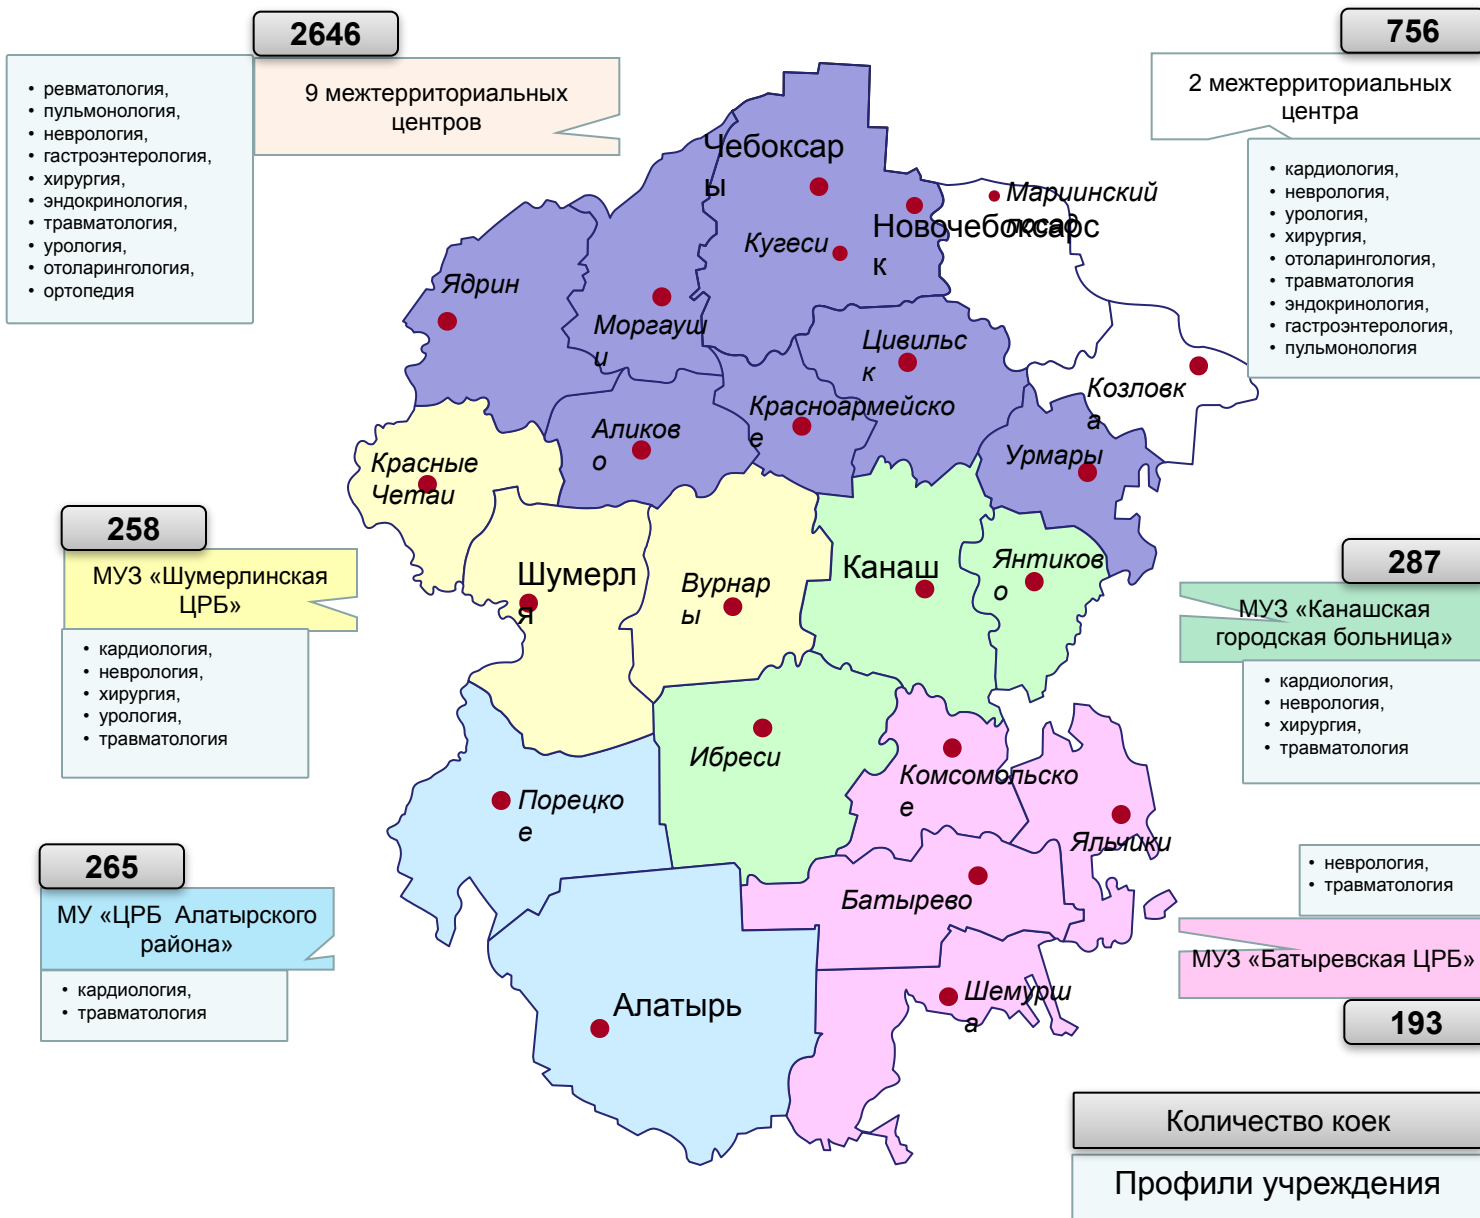 2646
9 межтерриториальных
центров
• ревматология,
• пульмонология,
• неврология,
• гастроэнтерология,
• хирургия,
• эндокринология,
• травматология,
• урология,
• отоларингология,
• ортопедия
756
2 межтерриториальных
центра
• кардиология,
• неврология,
• урология,
• хирургия,
• отоларингология,
• травматология
• эндокринология,
• гастроэнтерология,
• пульмонология
Чебоксар
ы
Мариинский
посад
Новочебоксарс
к
Кугеси
Ядрин
Моргауш
и
Цивильс
к
Козловк
а
Красноармейско
е
Аликов
о
Урмары
Красные
Четаи
Шумерл
я
Вурнар
ы
Канаш
Янтиков
о
Ибреси
Комсомольско
е
Порецко
е
Яльчики
Батырево
Шемурш
а
Алатырь
258
МУЗ «Шумерлинская
ЦРБ»
• кардиология,
• неврология,
• хирургия,
• урология,
• травматология
265
МУ «ЦРБ Алатырского
района»
• кардиология,
• травматология
287
МУЗ «Канашская
городская больница»
• кардиология,
• неврология,
• хирургия,
• травматология
• неврология,
• травматология
МУЗ «Батыревская ЦРБ»
193
Количество коек
Профили учреждения